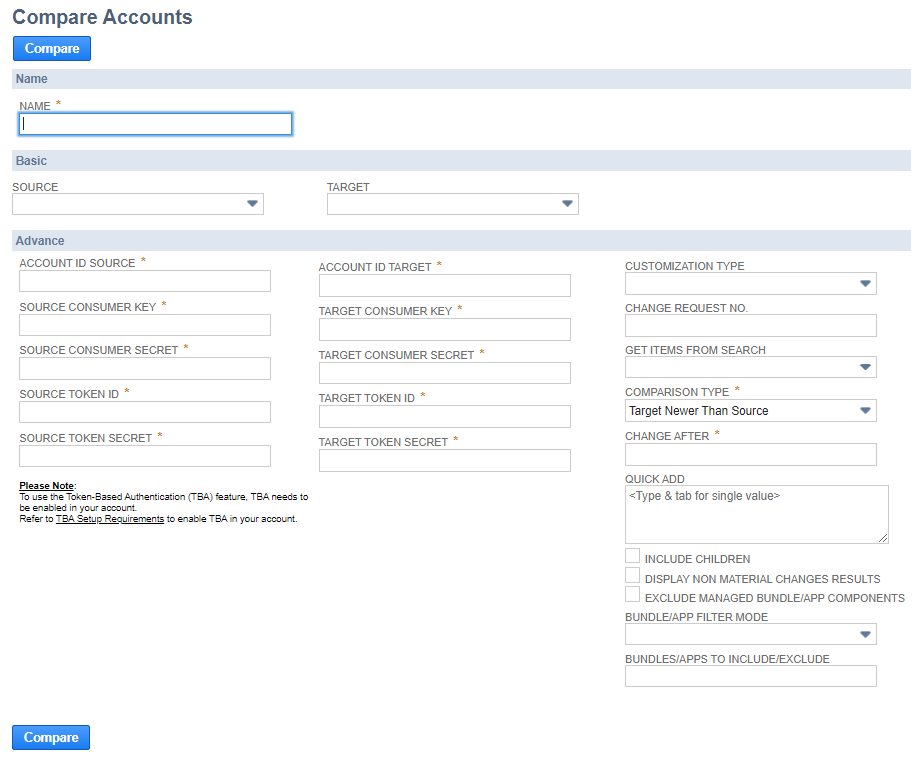 Compare Accounts
Compare
Name
NAME *
Basic
SOURCE
TARGET
Advance
ACCOUNT ID SOURCE *
SOURCE CONSUMER KEY *
SOURCE CONSUMER SECRET *
SOURCE TOKEN ID *
SOURCE TOKEN SECRET *
Please Note:
To use the Token-Based Authentication (TBA) feature, TBA needs to
be enabled in your account.
Refer to TBA Setup Requirements to enable TBA in your account.
ACCOUNT ID TARGET *
TARGET CONSUMER KEY *
TARGET CONSUMER SECRET *
TARGET TOKEN ID *
TARGET TOKEN SECRET *
CUSTOMIZATION TYPE
CHANGE REQUEST NO.
GET ITEMS FROM SEARCH
COMPARISON TYPE *
Target Newer Than Source
CHANGE AFTER *
QUICK ADD
<Type & tab for single value>
INCLUDE CHILDREN
DISPLAY NON MATERIAL CHANGES RESULTS
EXCLUDE MANAGED BUNDLE/APP COMPONENTS
BUNDLE/APP FILTER MODE
BUNDLES/APPS TO INCLUDE/EXCLUDE
Compare